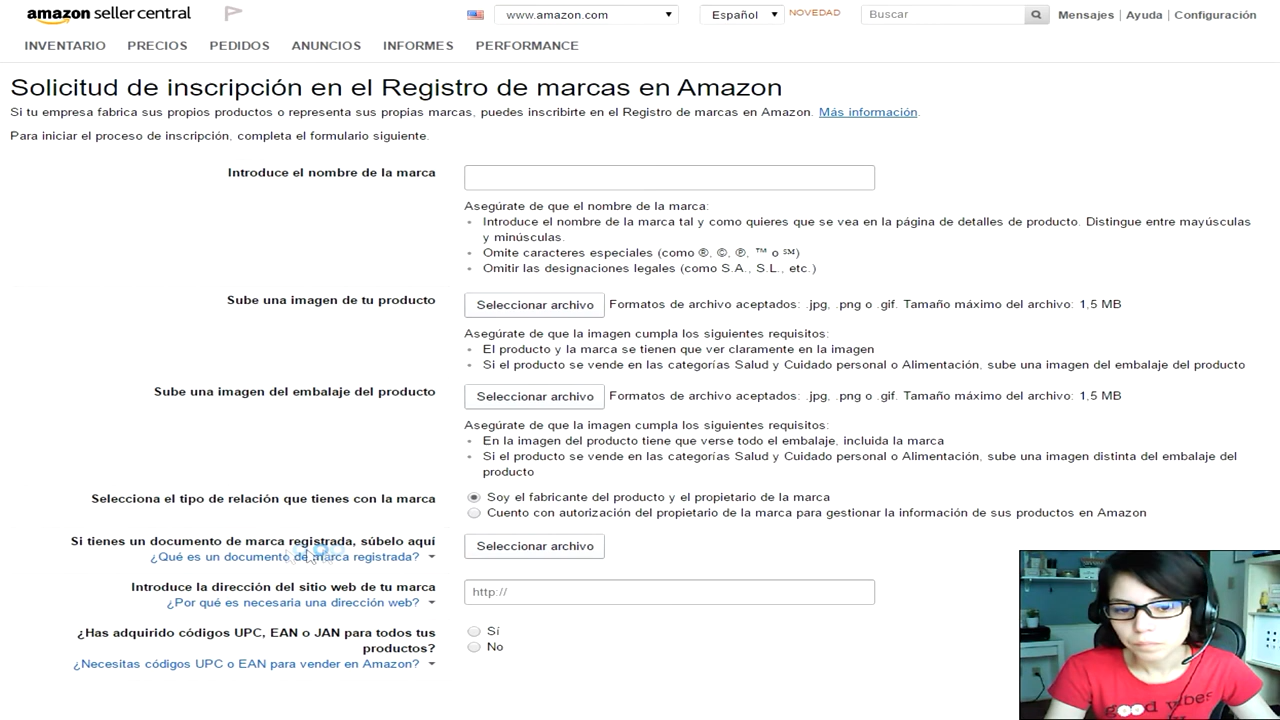 amazon seller central
www.amazon.com
Español
NOVEDAD
Buscar
Mensajes | Ayuda | Configuración
INVENTARIO PRECIOS PEDIDOS ANUNCIOS INFORMES PERFORMANCE
Solicitud de inscripción en el Registro de marcas en Amazon
Si tu empresa fabrica sus propios productos o representa sus propias marcas, puedes inscribirte en el Registro de marcas en Amazon. Más información.
Para iniciar el proceso de inscripción, completa el formulario siguiente.
Introduce el nombre de la marca
Asegúrate de que el nombre de la marca:
Introduce el nombre de la marca tal y como quieres que se vea en la página de detalles de producto. Distingue entre mayúsculas
y minúsculas.
Omite caracteres especiales (como ®, ©, ℗, ™ o ℠)
Omitir las designaciones legales (como S.A., S.L., etc.)
Sube una imagen de tu producto
Seleccionar archivo Formatos de archivo aceptados: .jpg, .png o .gif. Tamaño máximo del archivo: 1,5 MB
Asegúrate de que la imagen cumpla los siguientes requisitos:
El producto y la marca se tienen que ver claramente en la imagen
Si el producto se vende en las categorías Salud y Cuidado personal o Alimentación, sube una imagen del embalaje del producto
Sube una imagen del embalaje del producto
Seleccionar archivo Formatos de archivo aceptados: .jpg, .png o .gif. Tamaño máximo del archivo: 1,5 MB
Asegúrate de que la imagen cumpla los siguientes requisitos:
En la imagen del producto tiene que verse todo el embalaje, incluida la marca
Si el producto se vende en las categorías Salud y Cuidado personal o Alimentación, sube una imagen distinta del embalaje del
producto
Selecciona el tipo de relación que tienes con la marca
Soy el fabricante del producto y el propietario de la marca
Cuento con autorización del propietario de la marca para gestionar la información de sus productos en Amazon
Si tienes un documento de marca registrada, súbelo aquí
¿Qué es un documento de marca registrada?
Seleccionar archivo
Introduce la dirección del sitio web de tu marca
¿Por qué es necesaria una dirección web?
http://
¿Has adquirido códigos UPC, EAN o JAN para todos tus
productos?
¿Necesitas códigos UPC o EAN para vender en Amazon?
Sí
No
good vibes